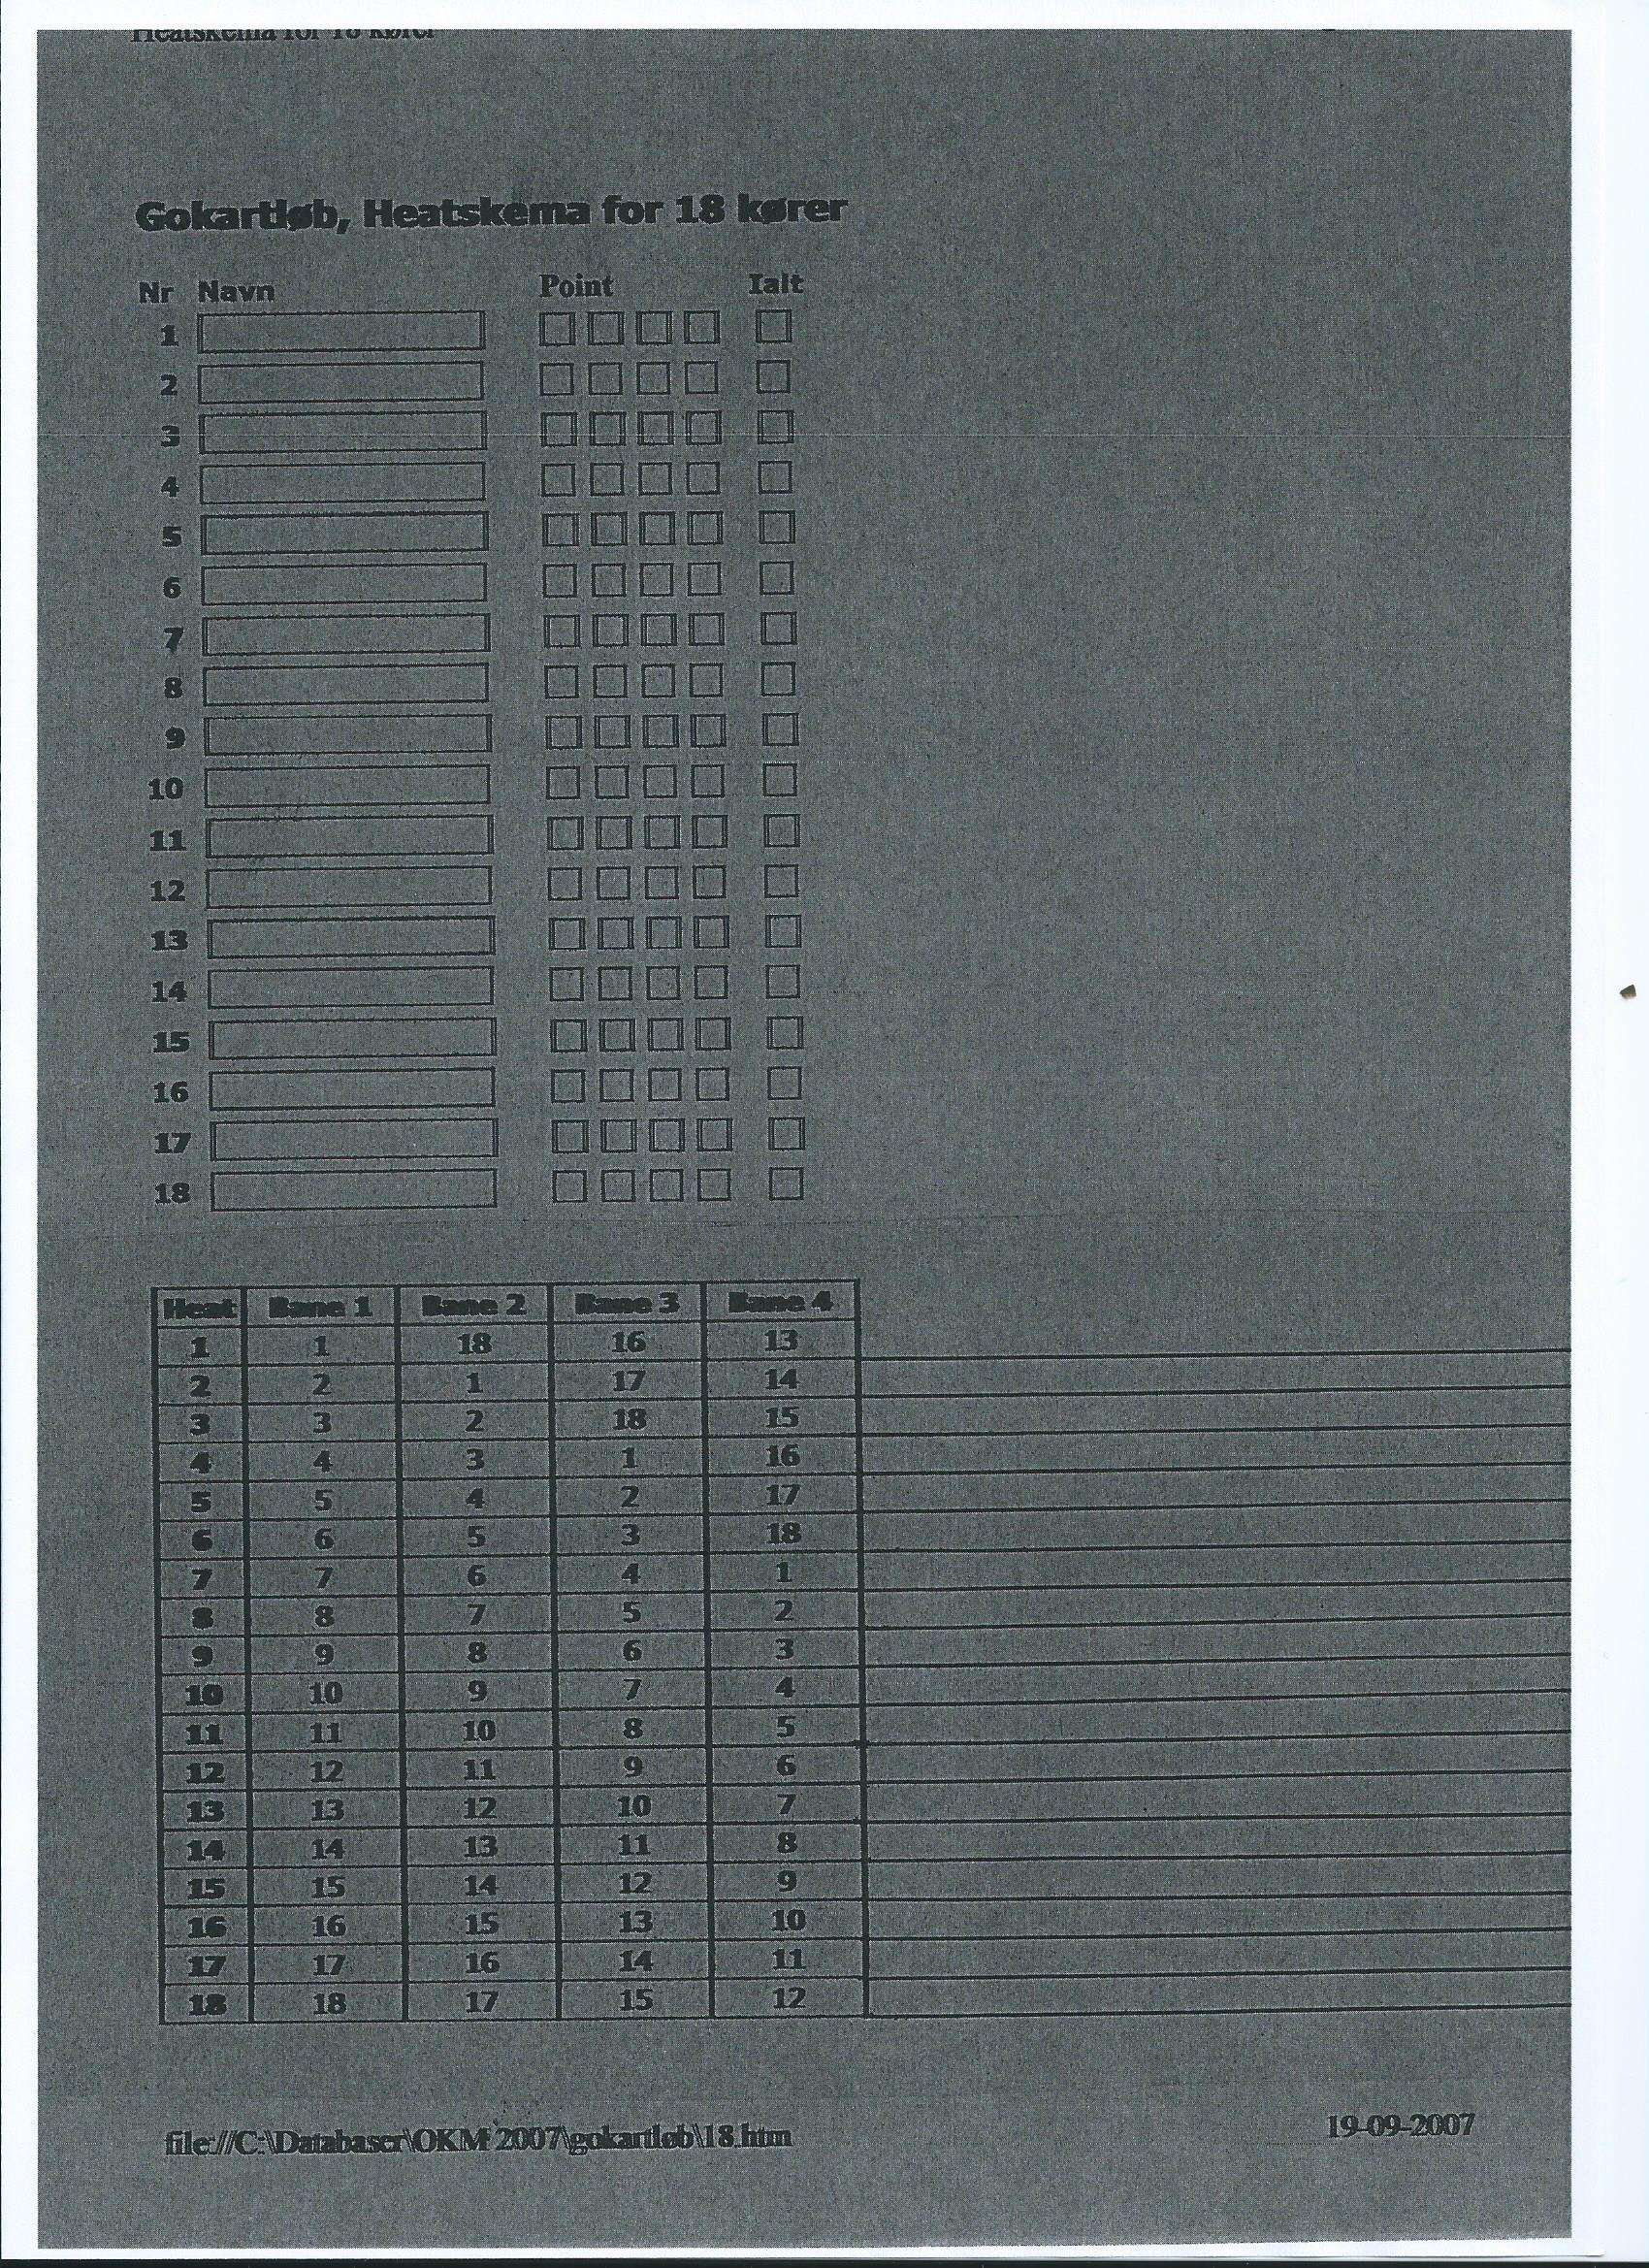 Heatskema for 18 kører
Gokartløb, Heatskema for 18 kører
Nr Navn Point Ialt
1
2
3
4
5
6
7
8
9
10
11
12
13
14
15
16
17
18
Heat Bane 1 Bane 2 Bane 3 Bane 4
1 1 18 16 13
2 2 1 17 14
3 3 2 18 15
4 4 3 1 16
5 5 4 2 17
6 6 5 3 18
7 7 6 4 1
8 8 7 5 2
9 9 8 6 3
10 10 9 7 4
11 11 10 8 5
12 12 11 9 6
13 13 12 10 7
14 14 13 11 8
15 15 14 12 9
16 16 15 13 10
17 17 16 14 11
18 18 17 15 12
file://C:\Databaser\OKM 2007\gokartløb\18.htm 19-09-2007